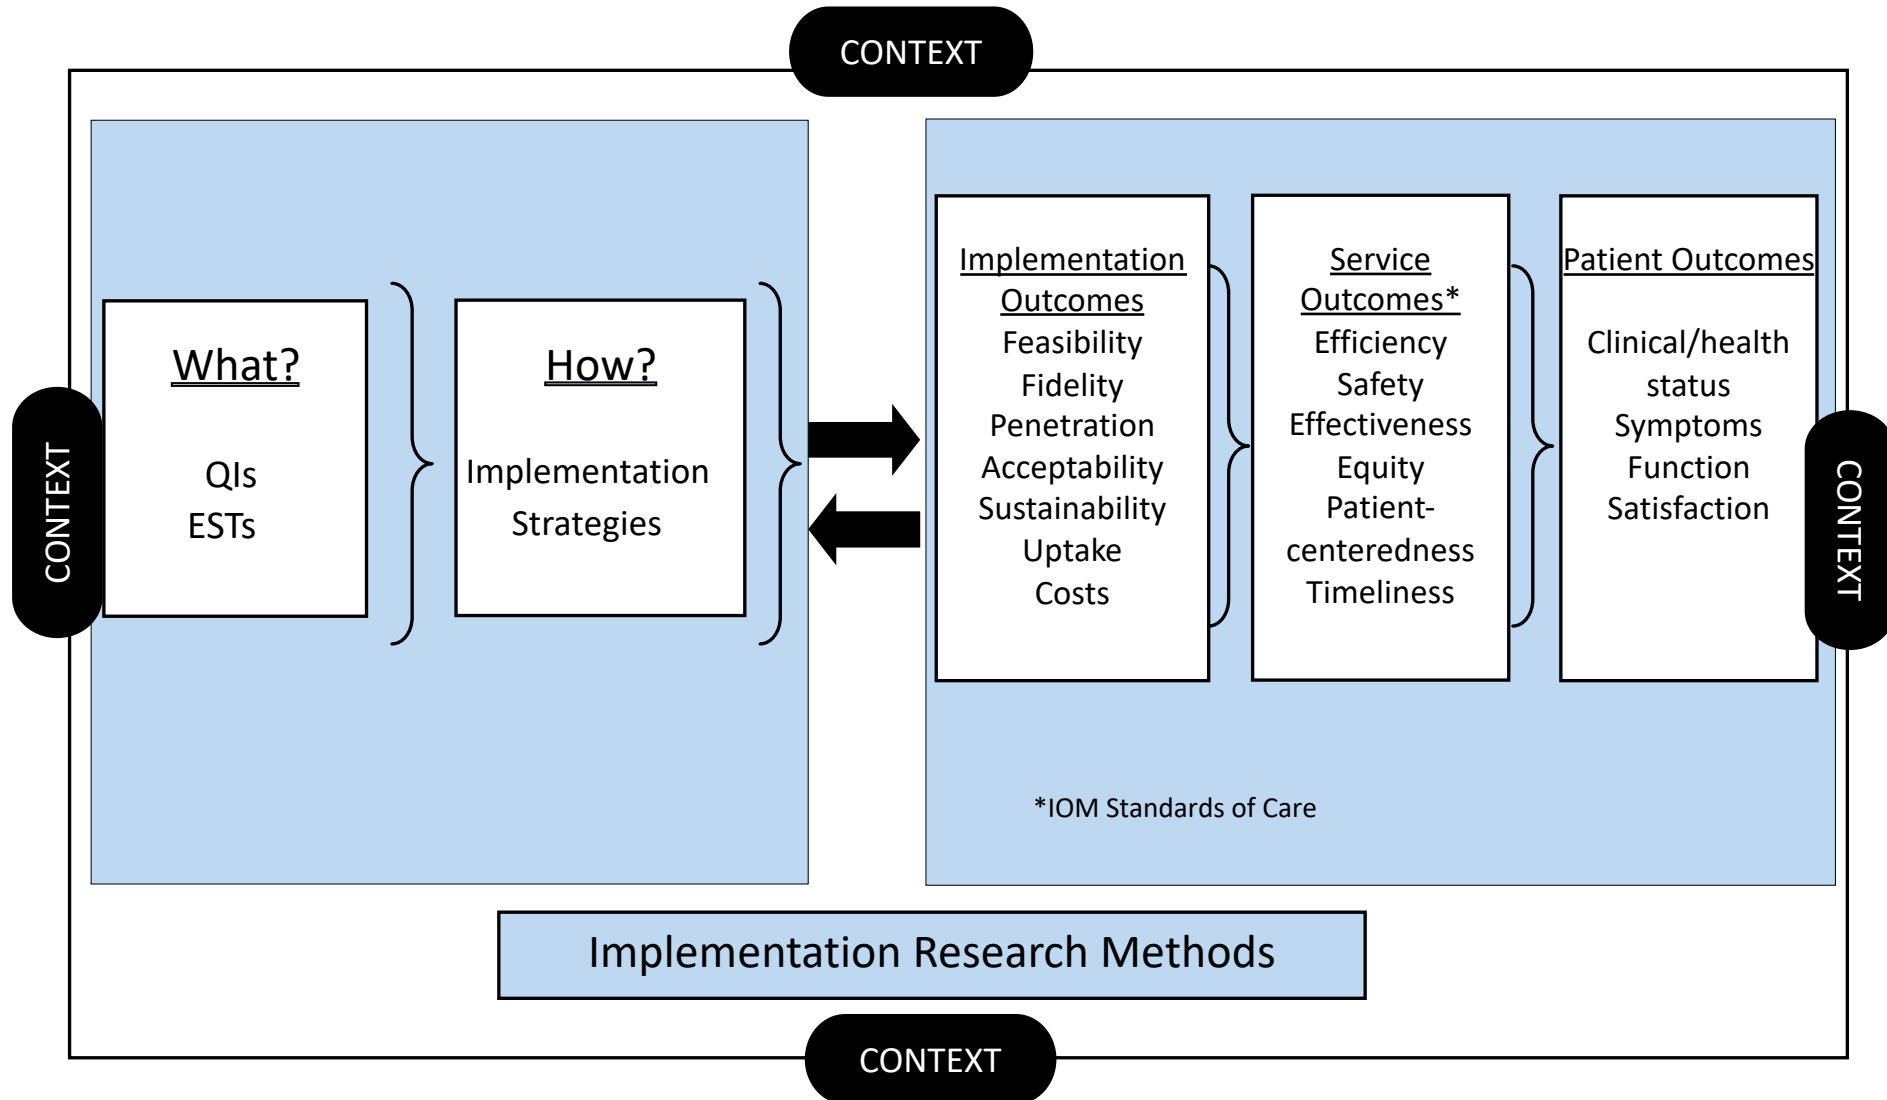 CONTEXT
What?
QIs
ESTs
How?
Implementation
Strategies
Implementation
Outcomes
Feasibility
Fidelity
Penetration
Acceptability
Sustainability
Uptake
Costs
Service
Outcomes*
Efficiency
Safety
Effectiveness
Equity
Patient-
centeredness
Timeliness
Patient Outcomes
Clinical/health
status
Symptoms
Function
Satisfaction
CONTEXT
CONTEXT
*IOM Standards of Care
Implementation Research Methods
CONTEXT